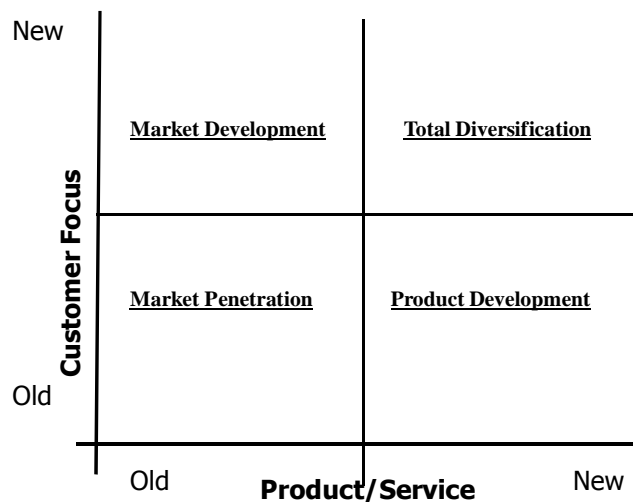 New
Market Development
Total Diversification
Customer Focus
Market Penetration
Product Development
Old
Old
Product/Service
New